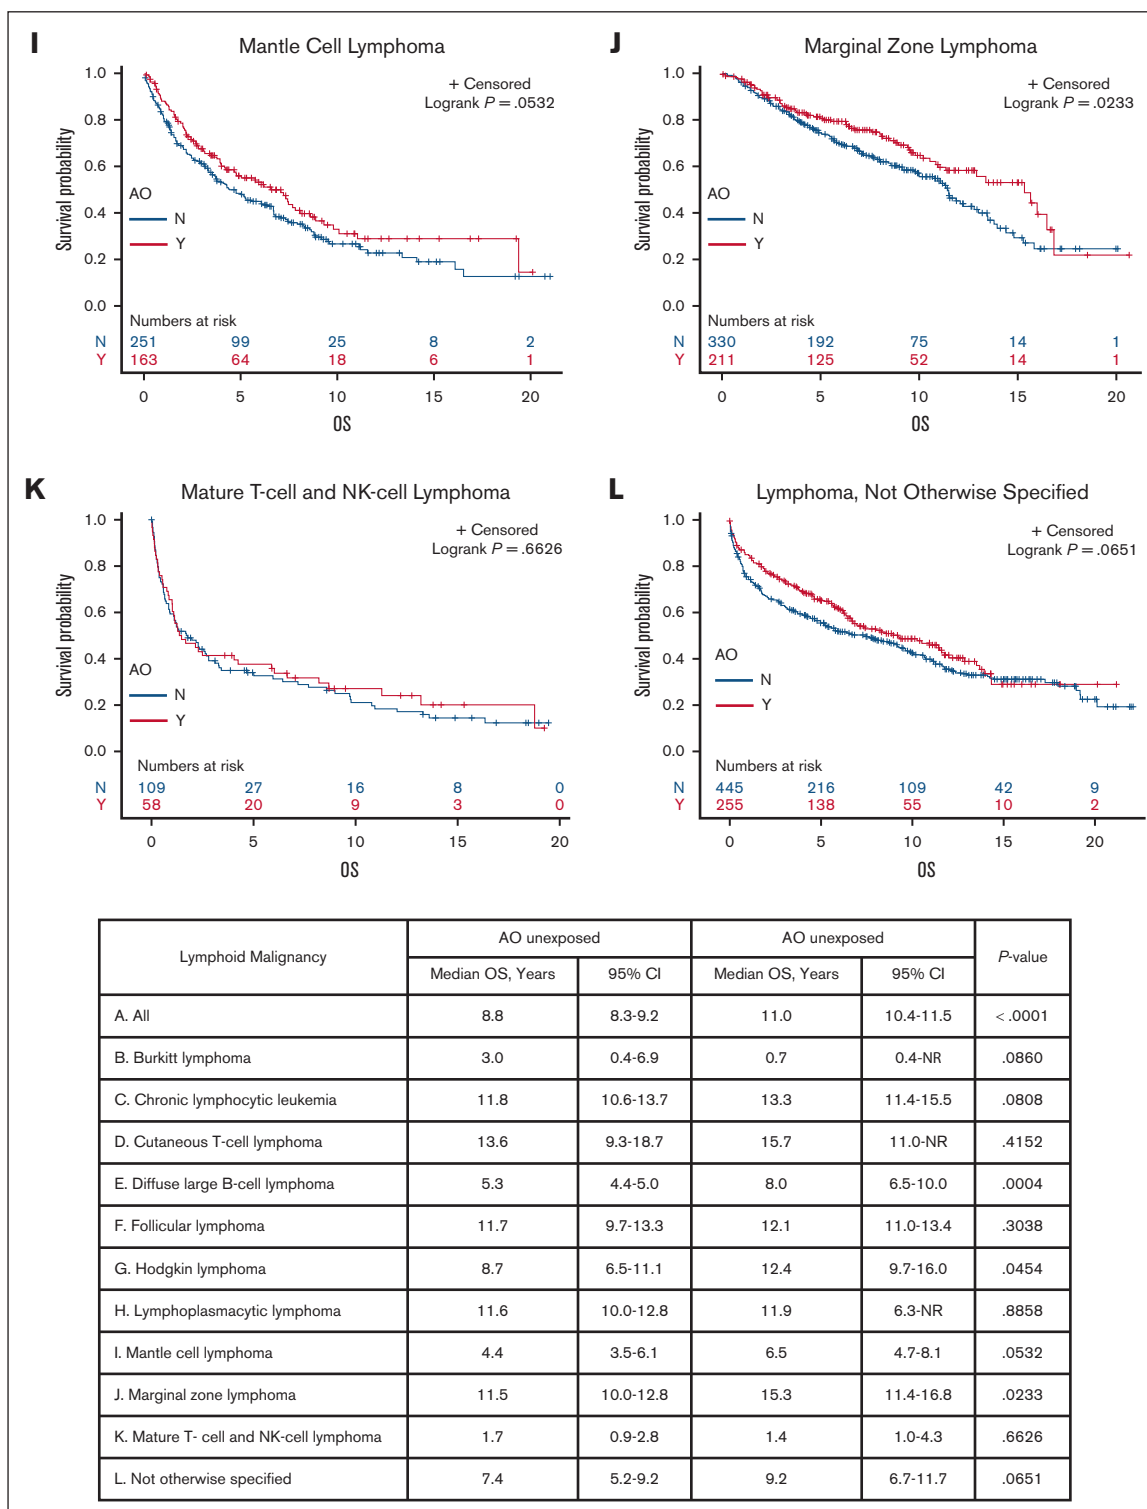 I
Mantle Cell Lymphoma
+ Censored
Logrank P = .0532
Survival probability
1.0
0.8
0.6
0.4
0.2
0.0
AO
N
Y
Numbers at risk
N 251 99 25 8 2
Y 163 64 18 6 1
0 5 10 15 20
OS
J
Marginal Zone Lymphoma
+ Censored
Logrank P = .0233
Survival probability
1.0
0.8
0.6
0.4
0.2
0.0
AO
N
Y
Numbers at risk
N 330 192 75 14 1
Y 211 125 52 14 1
0 5 10 15 20
OS
K
Mature T-cell and NK-cell Lymphoma
+ Censored
Logrank P = .6626
Survival probability
1.0
0.8
0.6
0.4
0.2
0.0
AO
N
Y
Numbers at risk
N 109 27 16 8 0
Y 58 20 9 3 0
0 5 10 15 20
OS
L
Lymphoma, Not Otherwise Specified
+ Censored
Logrank P = .0651
Survival probability
1.0
0.8
0.6
0.4
0.2
0.0
AO
N
Y
Numbers at risk
N 445 216 109 42 9
Y 255 138 55 10 2
0 5 10 15 20
OS
Lymphoid Malignancy AO unexposed AO unexposed P-value
Median OS, Years 95% CI Median OS, Years 95% CI
A. All 8.8 8.3-9.2 11.0 10.4-11.5 < .0001
B. Burkitt lymphoma 3.0 0.4-6.9 0.7 0.4-NR .0860
C. Chronic lymphocytic leukemia 11.8 10.6-13.7 13.3 11.4-15.5 .0808
D. Cutaneous T-cell lymphoma 13.6 9.3-18.7 15.7 11.0-NR .4152
E. Diffuse large B-cell lymphoma 5.3 4.4-5.0 8.0 6.5-10.0 .0004
F. Follicular lymphoma 11.7 9.7-13.3 12.1 11.0-13.4 .3038
G. Hodgkin lymphoma 8.7 6.5-11.1 12.4 9.7-16.0 .0454
H. Lymphoplasmacytic lymphoma 11.6 10.0-12.8 11.9 6.3-NR .8858
I. Mantle cell lymphoma 4.4 3.5-6.1 6.5 4.7-8.1 .0532
J. Marginal zone lymphoma 11.5 10.0-12.8 15.3 11.4-16.8 .0233
K. Mature T- cell and NK-cell lymphoma 1.7 0.9-2.8 1.4 1.0-4.3 .6626
L. Not otherwise specified 7.4 5.2-9.2 9.2 6.7-11.7 .0651